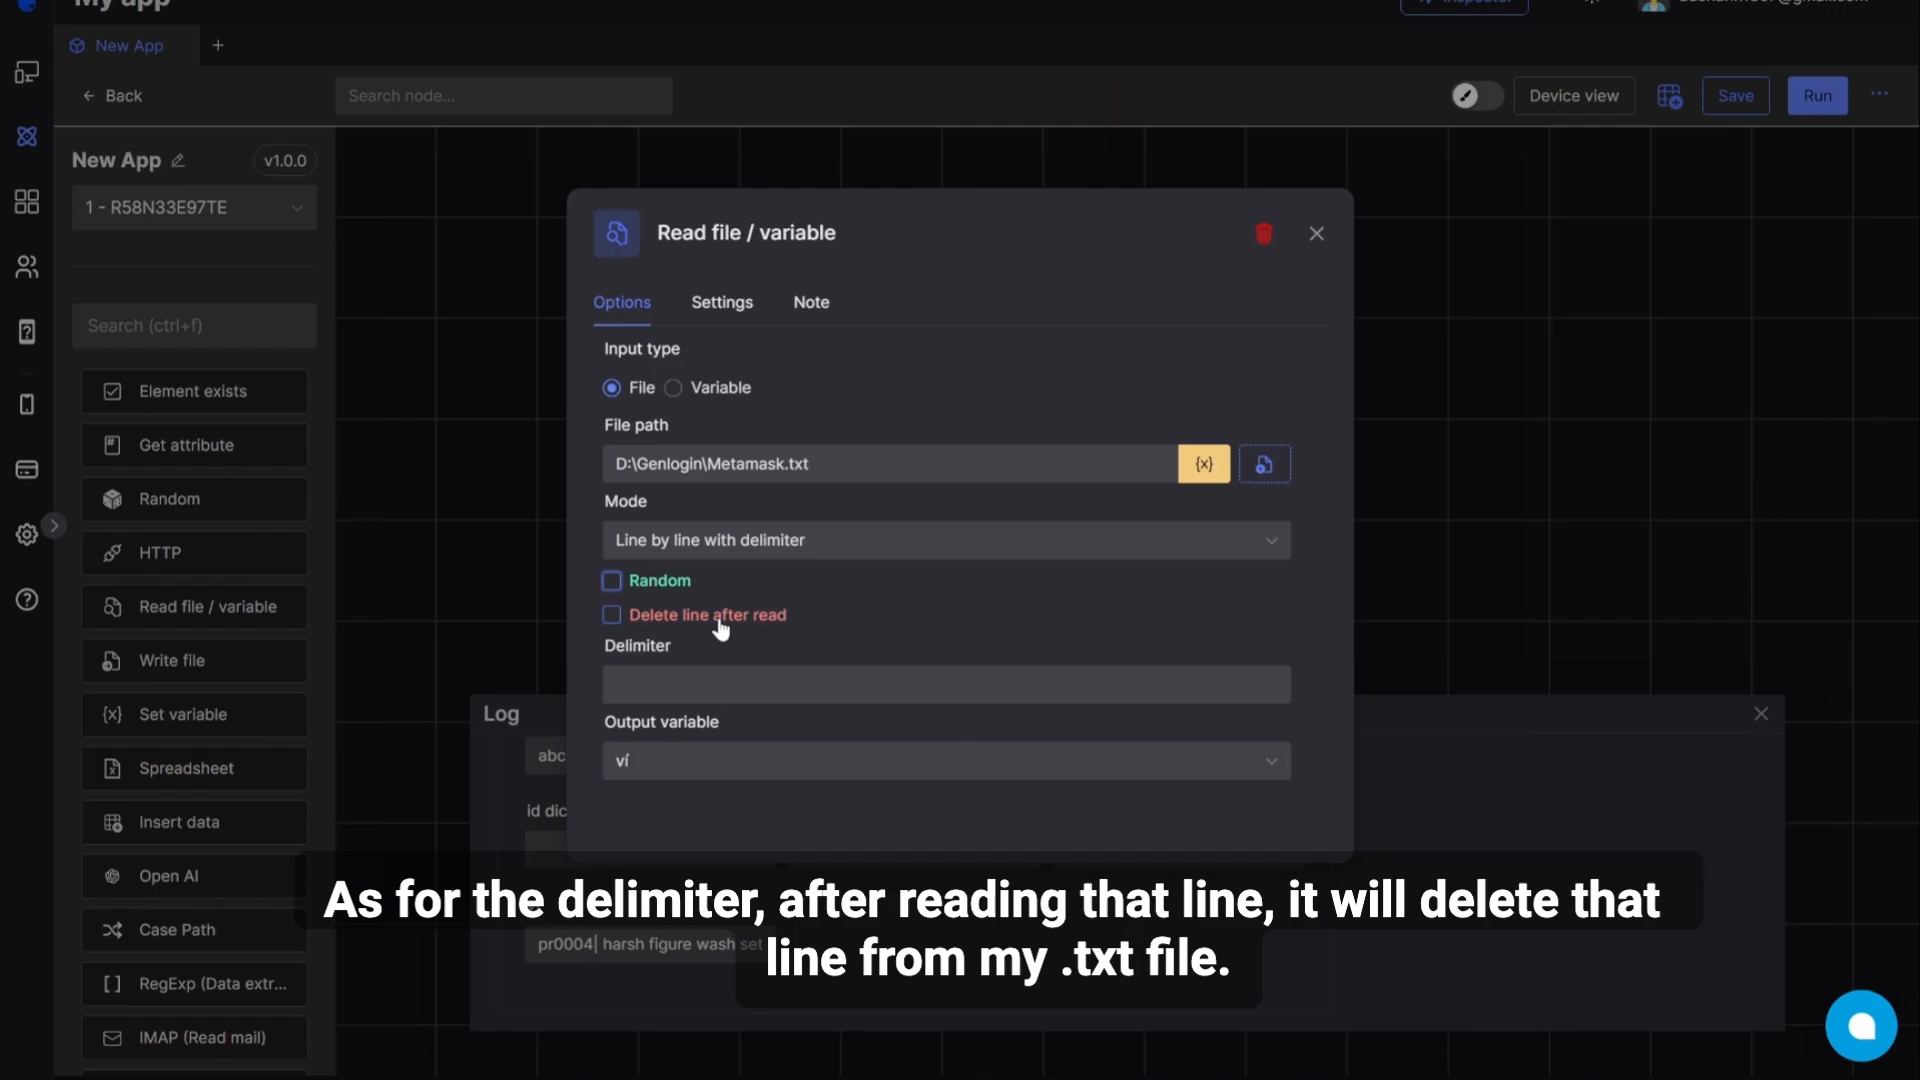 My app
New App
+
Back
Search node...
Device view
Save
Run
New App
v1.0.0
1 - R58N33E97TE
Search (ctrl+f)
Element exists
Get attribute
Random
HTTP
Read file / variable
Write file
{x} Set variable
Spreadsheet
Insert data
Open AI
Case Path
[ ] RegExp (Data extr...
IMAP (Read mail)
Read file / variable
Options
Settings
Note
Input type
File
Variable
File path
D:\Genlogin\Metamask.txt
{x}
Mode
Line by line with delimiter
Random
Delete line after read
Delimiter
Output variable
ví
Log
abc
id dic
pr0004| harsh figure wash set
As for the delimiter, after reading that line, it will delete that
line from my .txt file.